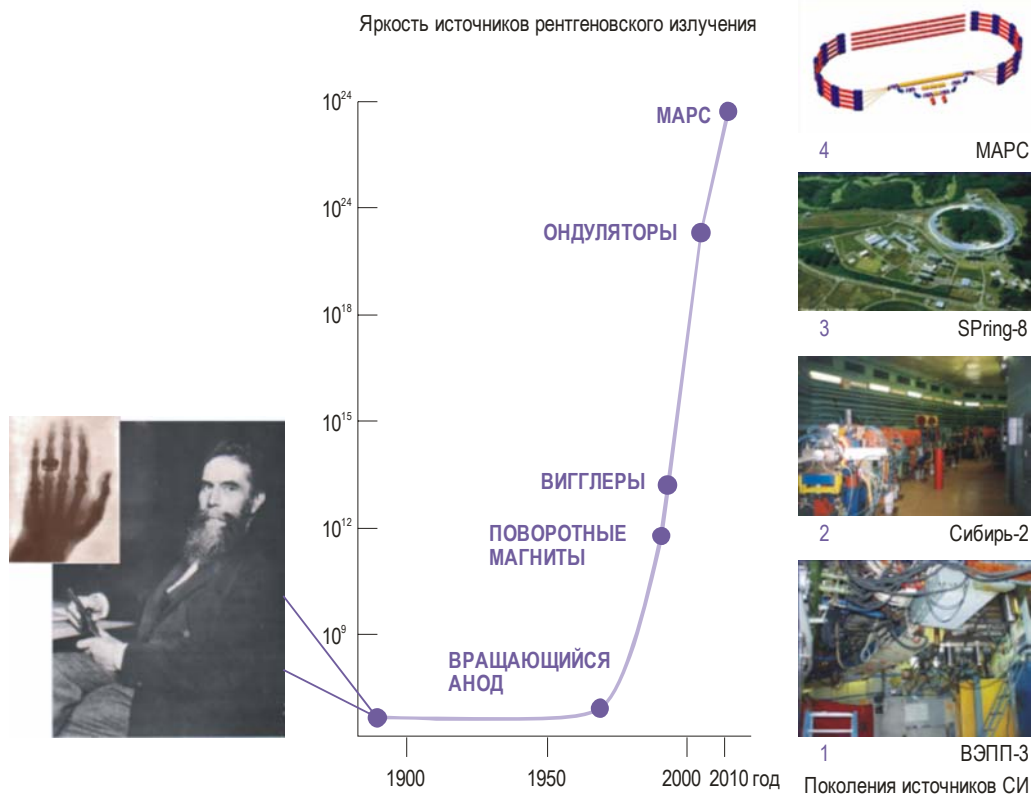 Яркость источников рентгеновского излучения
10²⁴
МАРС
10²⁴
ОНДУЛЯТОРЫ
10¹⁸
10¹⁵
ВИГГЛЕРЫ
10¹²
ПОВОРОТНЫЕ
МАГНИТЫ
10⁹
ВРАЩАЮЩИЙСЯ
АНОД
1900
1950
2000
2010 год
4 МАРС
3 SPring-8
2 Сибирь-2
1 ВЭПП-3
Поколения источников СИ